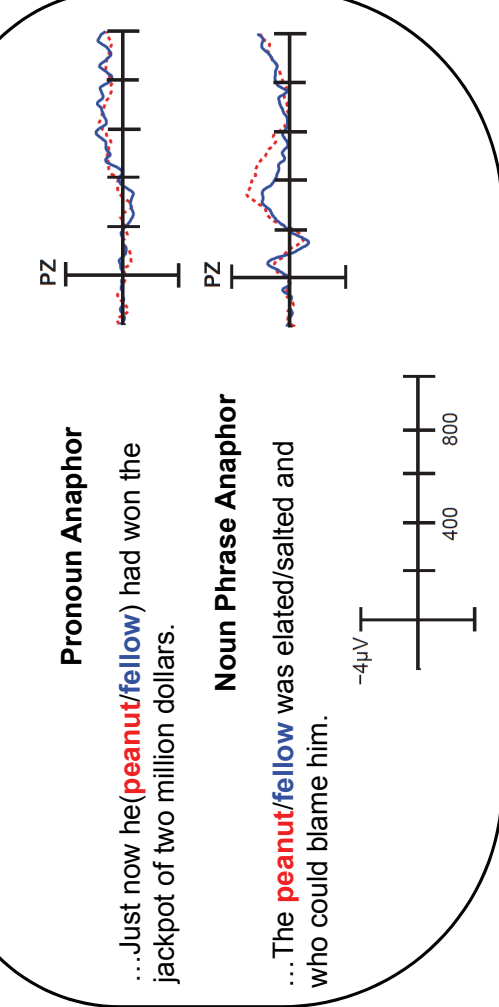 Pronoun Anaphor
…Just now he(peanut/fellow) had won the
jackpot of two million dollars.
PZ
Noun Phrase Anaphor
…The peanut/fellow was elated/salted and
who could blame him.
PZ
−4µV
400
800